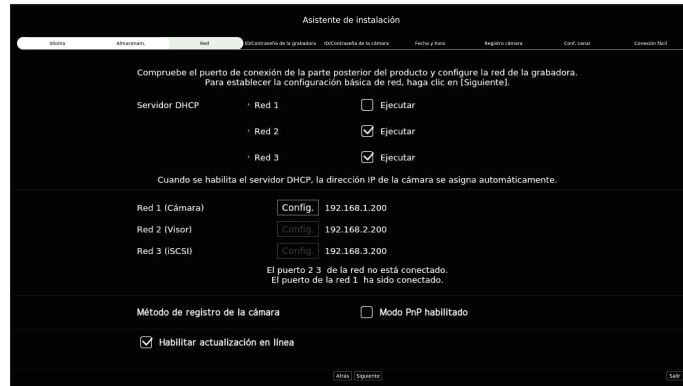 Asistente de instalación
Idioma Almacenam. Red ID/Contraseña de la grabadora ID/Contraseña de la cámara Fecha y hora Registro cámara Conf. canal Conexión fácil
Compruebe el puerto de conexión de la parte posterior del producto y configure la red de la grabadora.
Para establecer la configuración básica de red, haga clic en [Siguiente].
Servidor DHCP Red 1 Ejecutar
Red 2 Ejecutar
Red 3 Ejecutar
Cuando se habilita el servidor DHCP, la dirección IP de la cámara se asigna automáticamente.
Red 1 (Cámara) Config. 192.168.1.200
Red 2 (Visor) Config. 192.168.2.200
Red 3 (iSCSI) Config. 192.168.3.200
El puerto 2 3 de la red no está conectado.
El puerto de la red 1 ha sido conectado.
Método de registro de la cámara Modo PnP habilitado
Habilitar actualización en línea
Atrás Siguiente Salir